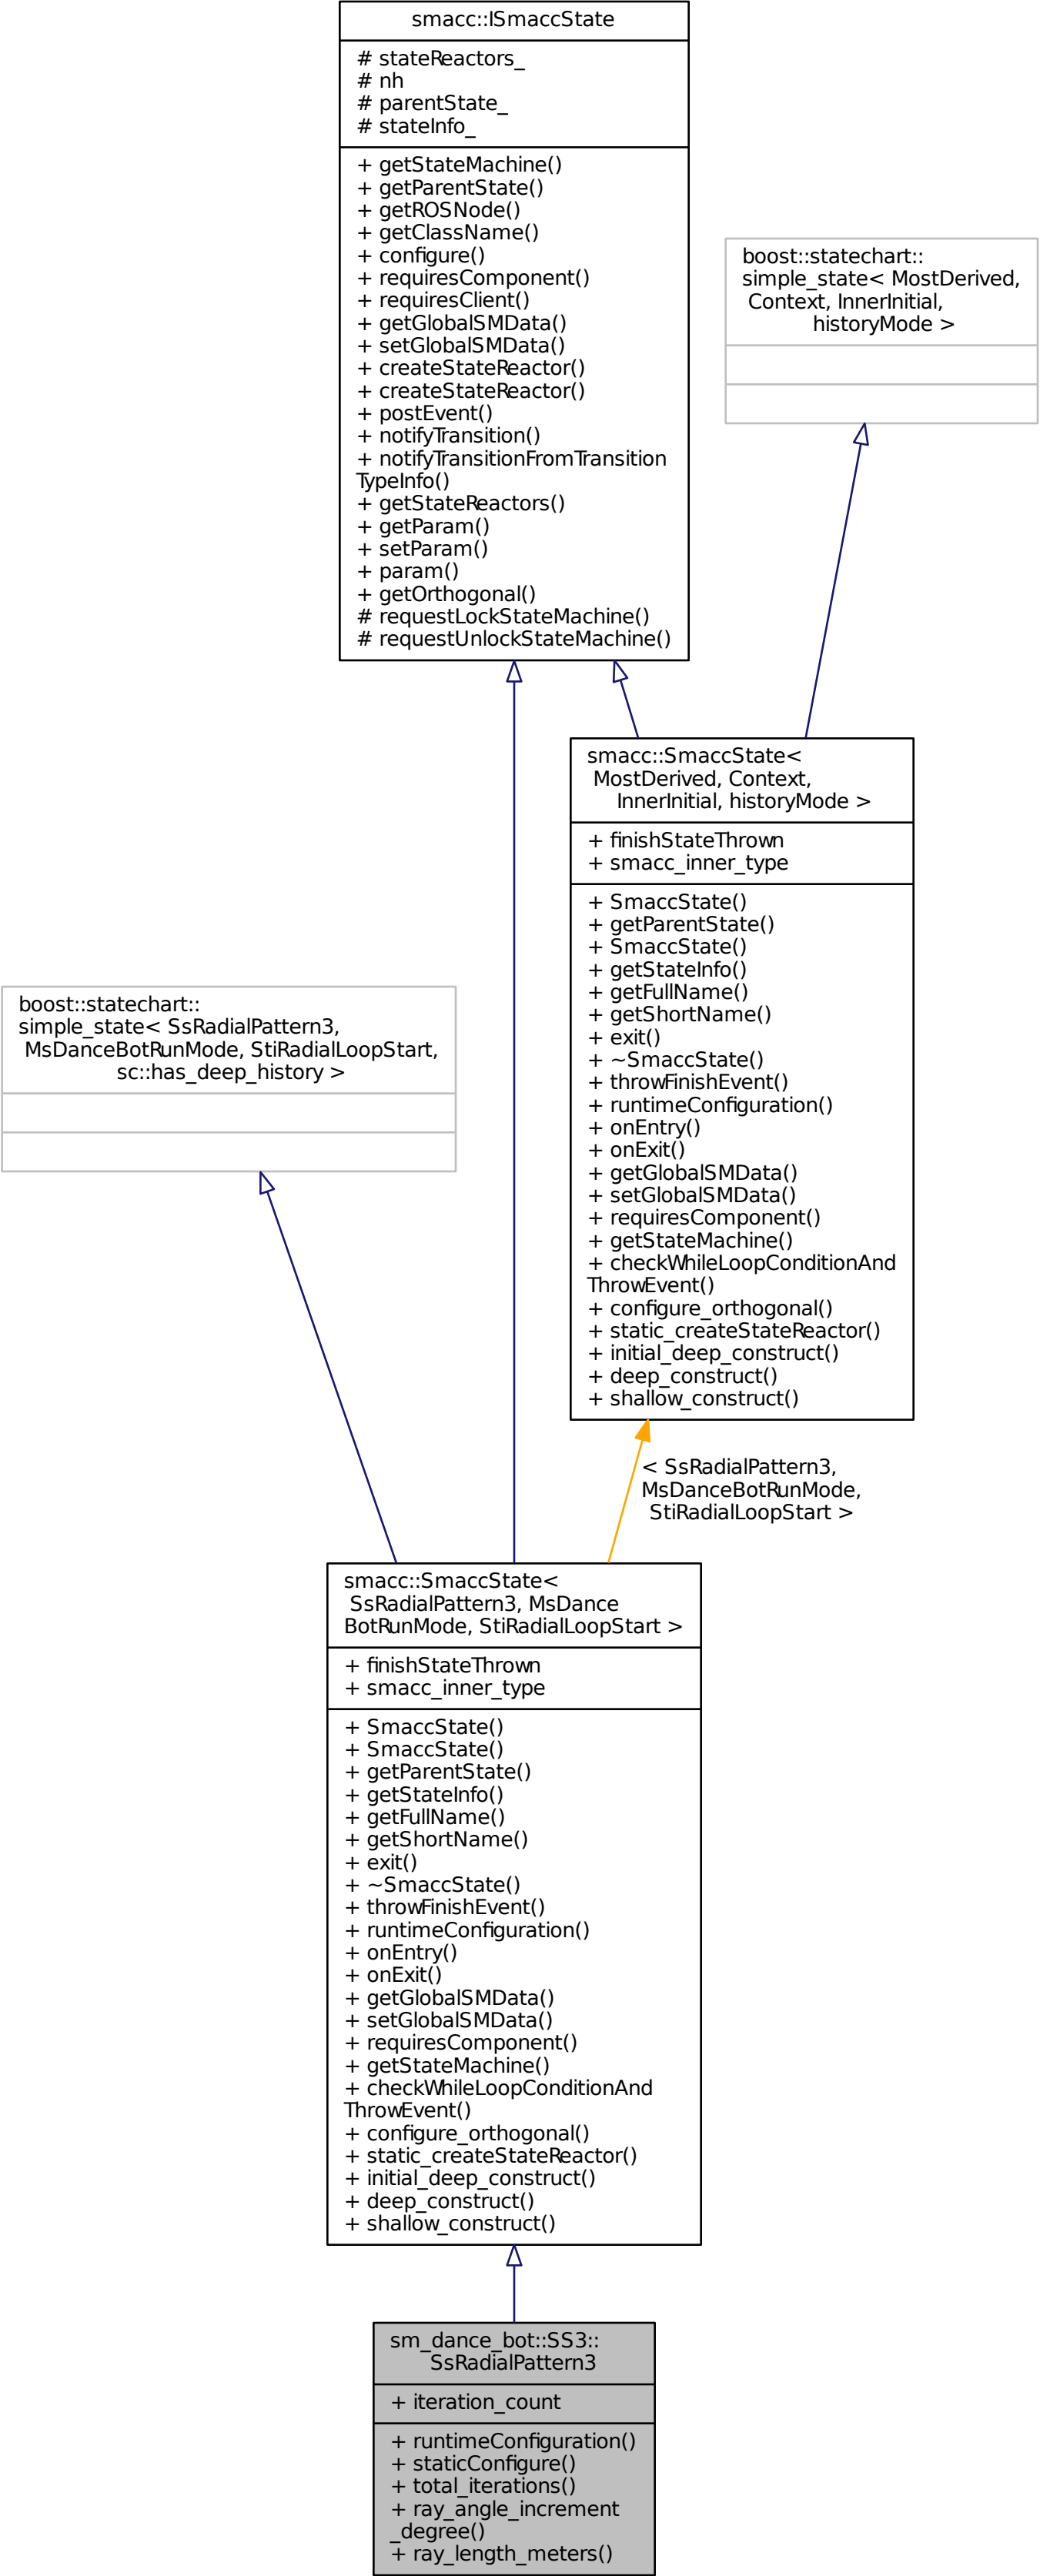 smacc::ISmaccState
# stateReactors_
# nh
# parentState_
# stateInfo_
+ getStateMachine()
+ getParentState()
+ getROSNode()
+ getClassName()
+ configure()
+ requiresComponent()
+ requiresClient()
+ getGlobalSMData()
+ setGlobalSMData()
+ createStateReactor()
+ createStateReactor()
+ postEvent()
+ notifyTransition()
+ notifyTransitionFromTransition
TypeInfo()
+ getStateReactors()
+ getParam()
+ setParam()
+ param()
+ getOrthogonal()
# requestLockStateMachine()
# requestUnlockStateMachine()
boost::statechart::
simple_state< MostDerived,
Context, InnerInitial,
historyMode >
smacc::SmaccState<
MostDerived, Context,
InnerInitial, historyMode >
+ finishStateThrown
+ smacc_inner_type
+ SmaccState()
+ getParentState()
+ SmaccState()
+ getStateInfo()
+ getFullName()
+ getShortName()
+ exit()
+ ~SmaccState()
+ throwFinishEvent()
+ runtimeConfiguration()
+ onEntry()
+ onExit()
+ getGlobalSMData()
+ setGlobalSMData()
+ requiresComponent()
+ getStateMachine()
+ checkWhileLoopConditionAnd
ThrowEvent()
+ configure_orthogonal()
+ static_createStateReactor()
+ initial_deep_construct()
+ deep_construct()
+ shallow_construct()
boost::statechart::
simple_state< SsRadialPattern3,
MsDanceBotRunMode, StiRadialLoopStart,
sc::has_deep_history >
< SsRadialPattern3,
MsDanceBotRunMode,
StiRadialLoopStart >
smacc::SmaccState<
SsRadialPattern3, MsDance
BotRunMode, StiRadialLoopStart >
+ finishStateThrown
+ smacc_inner_type
+ SmaccState()
+ SmaccState()
+ getParentState()
+ getStateInfo()
+ getFullName()
+ getShortName()
+ exit()
+ ~SmaccState()
+ throwFinishEvent()
+ runtimeConfiguration()
+ onEntry()
+ onExit()
+ getGlobalSMData()
+ setGlobalSMData()
+ requiresComponent()
+ getStateMachine()
+ checkWhileLoopConditionAnd
ThrowEvent()
+ configure_orthogonal()
+ static_createStateReactor()
+ initial_deep_construct()
+ deep_construct()
+ shallow_construct()
sm_dance_bot::SS3::
SsRadialPattern3
+ iteration_count
+ runtimeConfiguration()
+ staticConfigure()
+ total_iterations()
+ ray_angle_increment
_degree()
+ ray_length_meters()